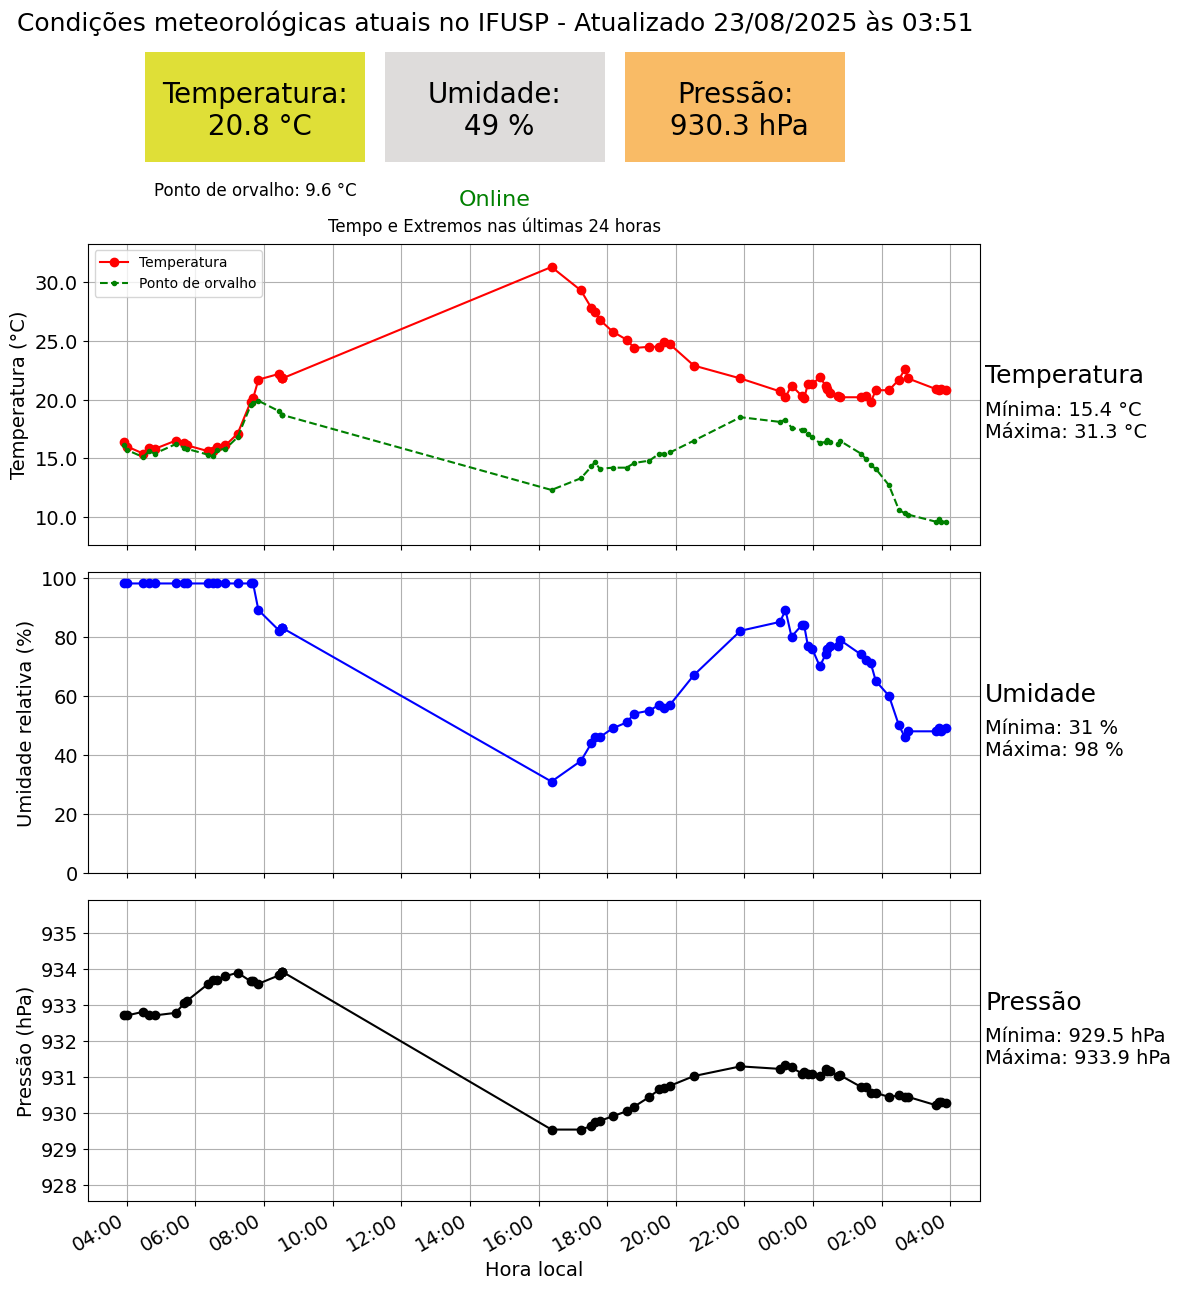 Condições meteorológicas atuais no IFUSP - Atualizado 23/08/2025 às 03:51
Temperatura:
20.8 °C
Umidade:
49 %
Pressão:
930.3 hPa
Ponto de orvalho: 9.6 °C
Online
Tempo e Extremos nas últimas 24 horas
Temperatura
Ponto de orvalho
Temperatura (°C)
30.0
25.0
20.0
15.0
10.0
Temperatura
Mínima: 15.4 °C
Máxima: 31.3 °C
Umidade relativa (%)
100
80
60
40
20
0
Umidade
Mínima: 31 %
Máxima: 98 %
Pressão (hPa)
935
934
933
932
931
930
929
928
Pressão
Mínima: 929.5 hPa
Máxima: 933.9 hPa
04:00 06:00 08:00 10:00 12:00 14:00 16:00 18:00 20:00 22:00 00:00 02:00 04:00
Hora local